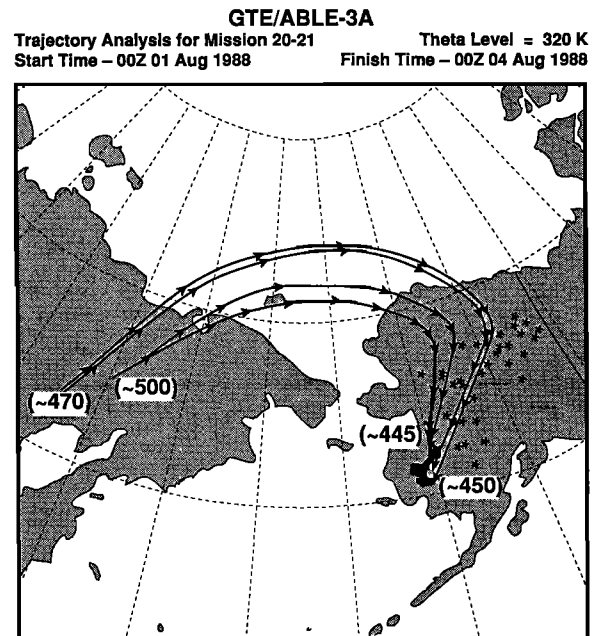 GTE/ABLE-3A
Trajectory Analysis for Mission 20-21 Theta Level = 320 K
Start Time – 00Z 01 Aug 1988 Finish Time – 00Z 04 Aug 1988
(~470)
(~500)
(~445)
(~450)